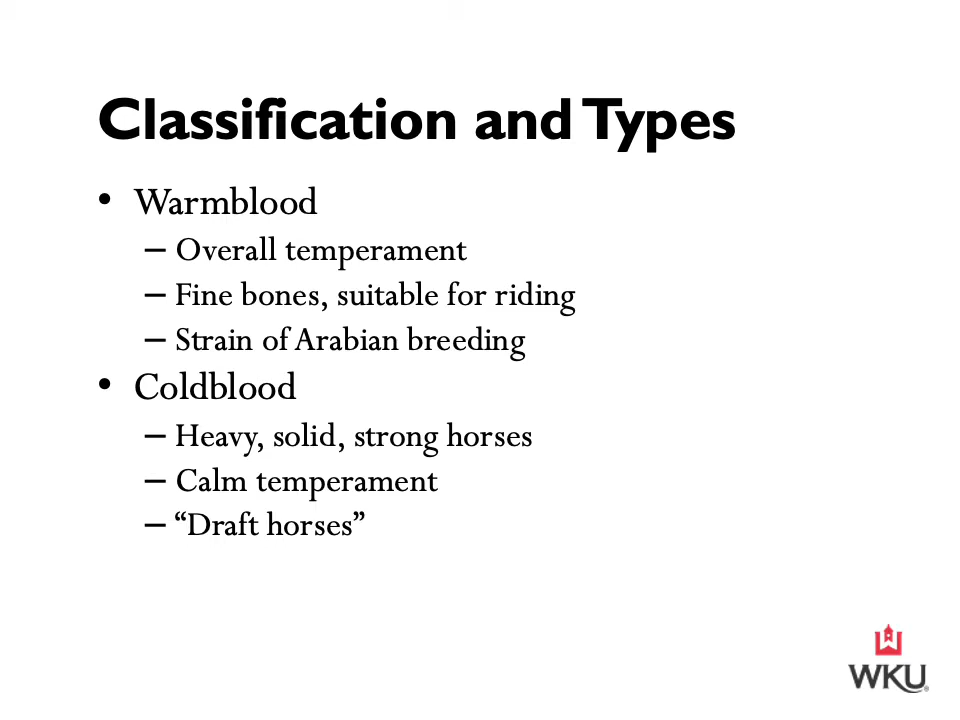 Classification and Types
• Warmblood
– Overall temperament
– Fine bones, suitable for riding
– Strain of Arabian breeding
• Coldblood
– Heavy, solid, strong horses
– Calm temperament
– “Draft horses”
WKU®